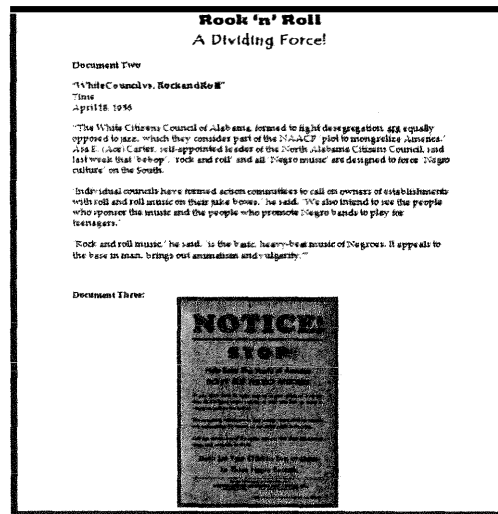 Rock 'n' Roll
A Dividing Force!
Document Two
"White Council vs. Rock and Roll"
Time
April 18, 1956
"The White Citizens Council of Alabama, formed to fight desegregation, are equally
opposed to jazz, which they consider part of the NAACP 'plot to mongrelize America.'
Asa E. (Ace) Carter, self-appointed leader of the North Alabama Citizens Council, said
last week that 'bebop', 'rock and roll' and all 'Negro music' are designed to force 'Negro
culture' on the South.
'Individual councils have formed action committees to call on owners of establishments
with roll and roll music on their juke boxes,' he said. 'We also intend to see the people
who sponsor the music and the people who promote Negro bands to play for
teenagers.'
'Rock and roll music,' he said, 'is the basic, heavy-beat music of Negroes. It appeals to
the base in man, brings out animalism and vulgarity.'"
Document Three:
NOTICE!
STOP